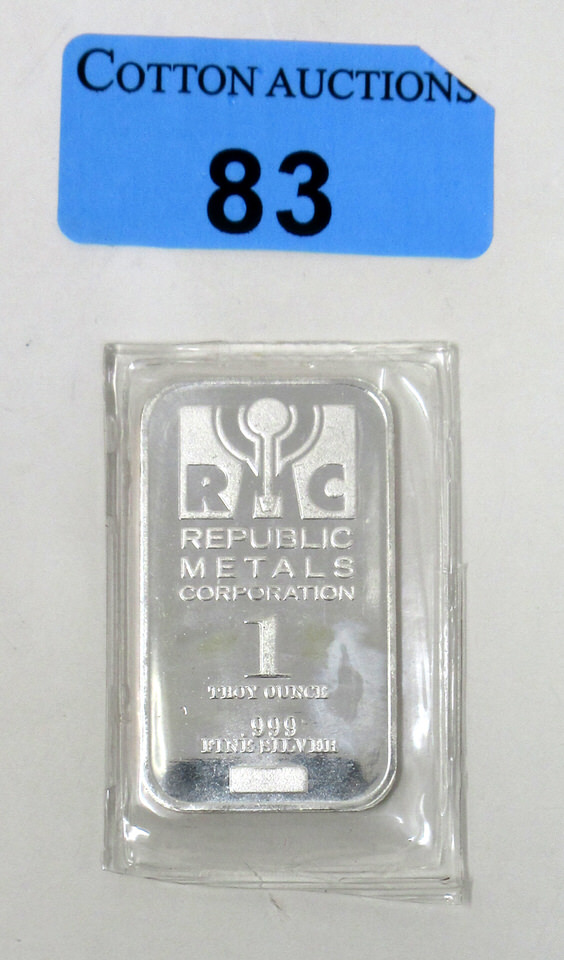 COTTON AUCTIONS
83
RMC
REPUBLIC
METALS
CORPORATION
1
TROY OUNCE
.999
FINE SILVER